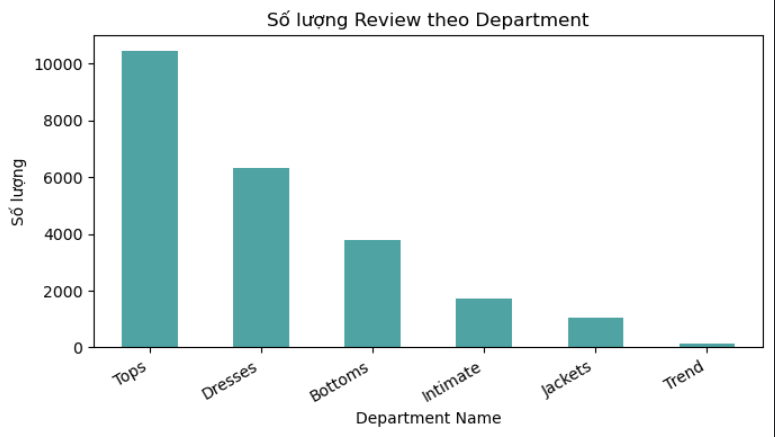 Số lượng Review theo Department
Số lượng
10000
8000
6000
4000
2000
0
Tops
Dresses
Bottoms
Intimate
Jackets
Trend
Department Name